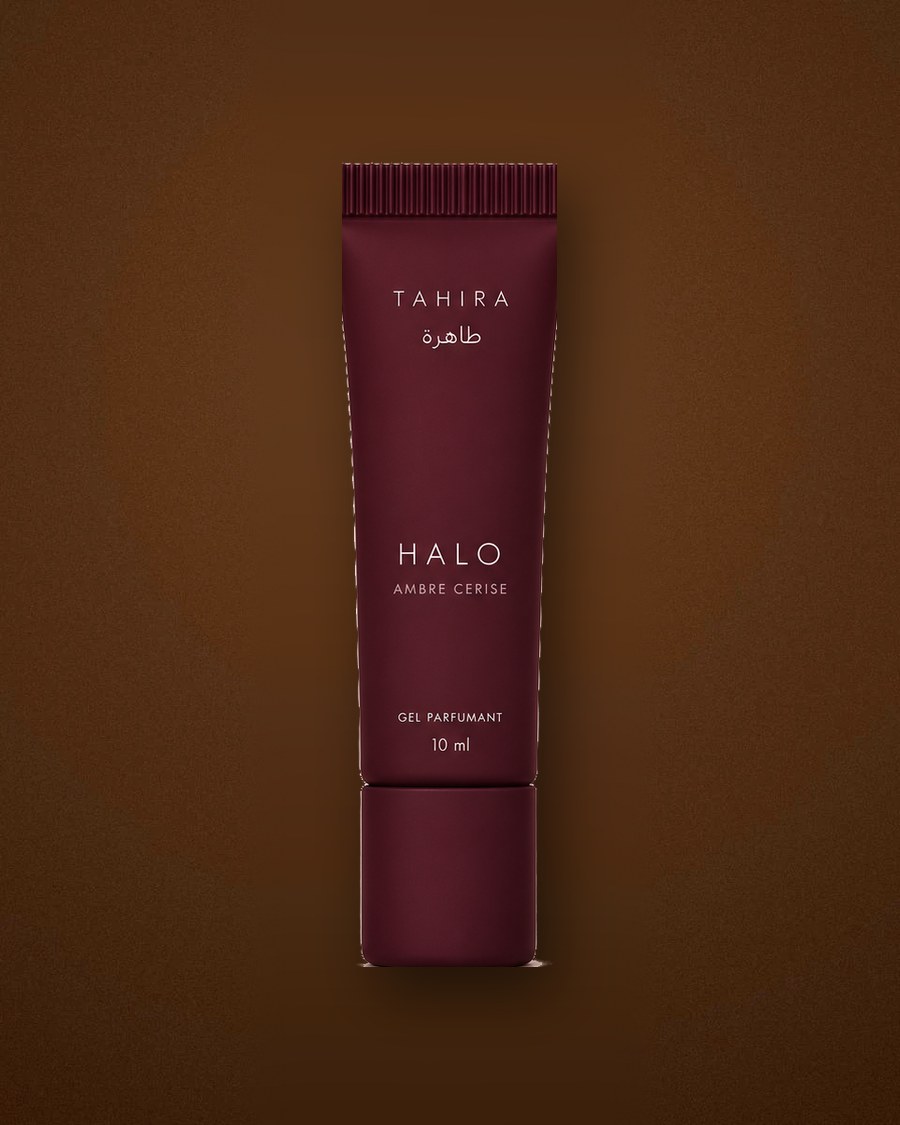 TAHIRA
طاهرة
HALO
AMBRE CERISE
GEL PARFUMANT
10 ml